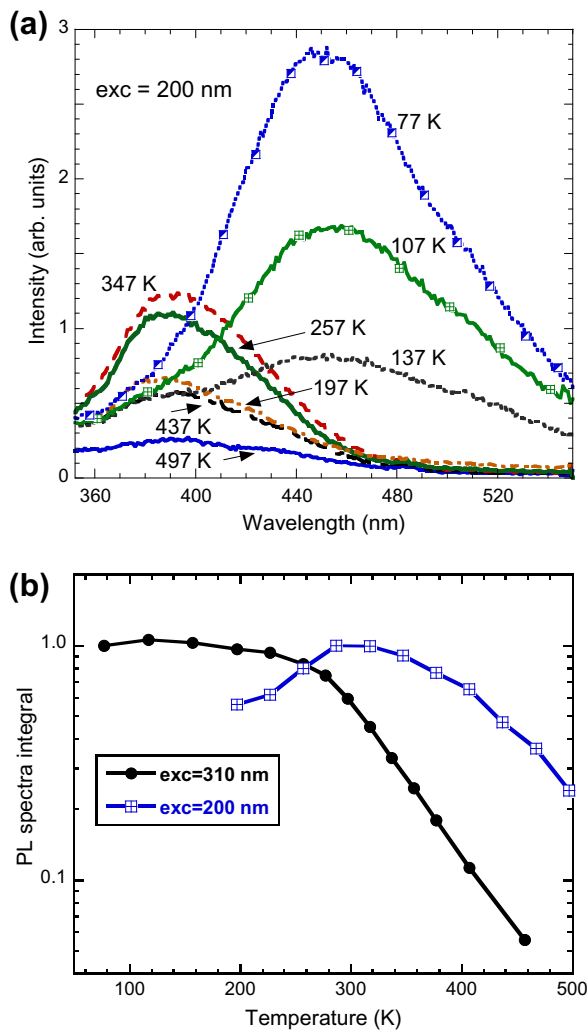 (a)
3
exc = 200 nm
77 K
2
Intensity (arb. units)
107 K
347 K
257 K
137 K
1
197 K
437 K
497 K
0
360 400 440 480 520
Wavelength (nm)
(b)
1.0
PL spectra integral
exc=310 nm
exc=200 nm
0.1
100 200 300 400 500
Temperature (K)